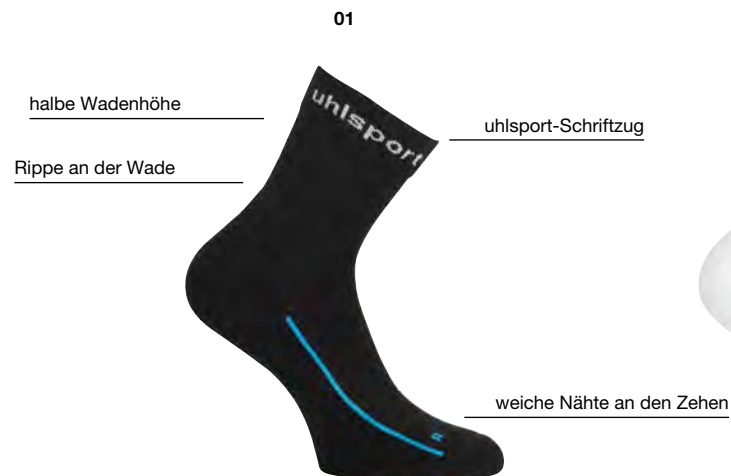 01
halbe Wadenhöhe
uhlsport
uhlsport-Schriftzug
Rippe an der Wade
weiche Nähte an den Zehen
R